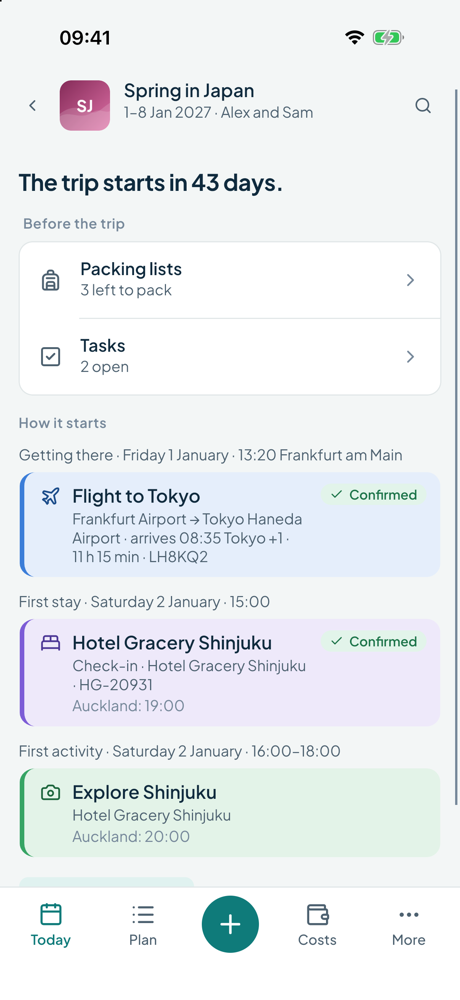 09:41
SJ
Spring in Japan
1–8 Jan 2027 · Alex and Sam
The trip starts in 43 days.
Before the trip
Packing lists
3 left to pack
Tasks
2 open
How it starts
Getting there · Friday 1 January · 13:20 Frankfurt am Main
Flight to Tokyo
Confirmed
Frankfurt Airport → Tokyo Haneda
Airport · arrives 08:35 Tokyo +1 ·
11 h 15 min · LH8KQ2
First stay · Saturday 2 January · 15:00
Hotel Gracery Shinjuku
Confirmed
Check-in · Hotel Gracery Shinjuku
· HG-20931
Auckland: 19:00
First activity · Saturday 2 January · 16:00–18:00
Explore Shinjuku
Hotel Gracery Shinjuku
Auckland: 20:00
Today
Plan
Costs
More